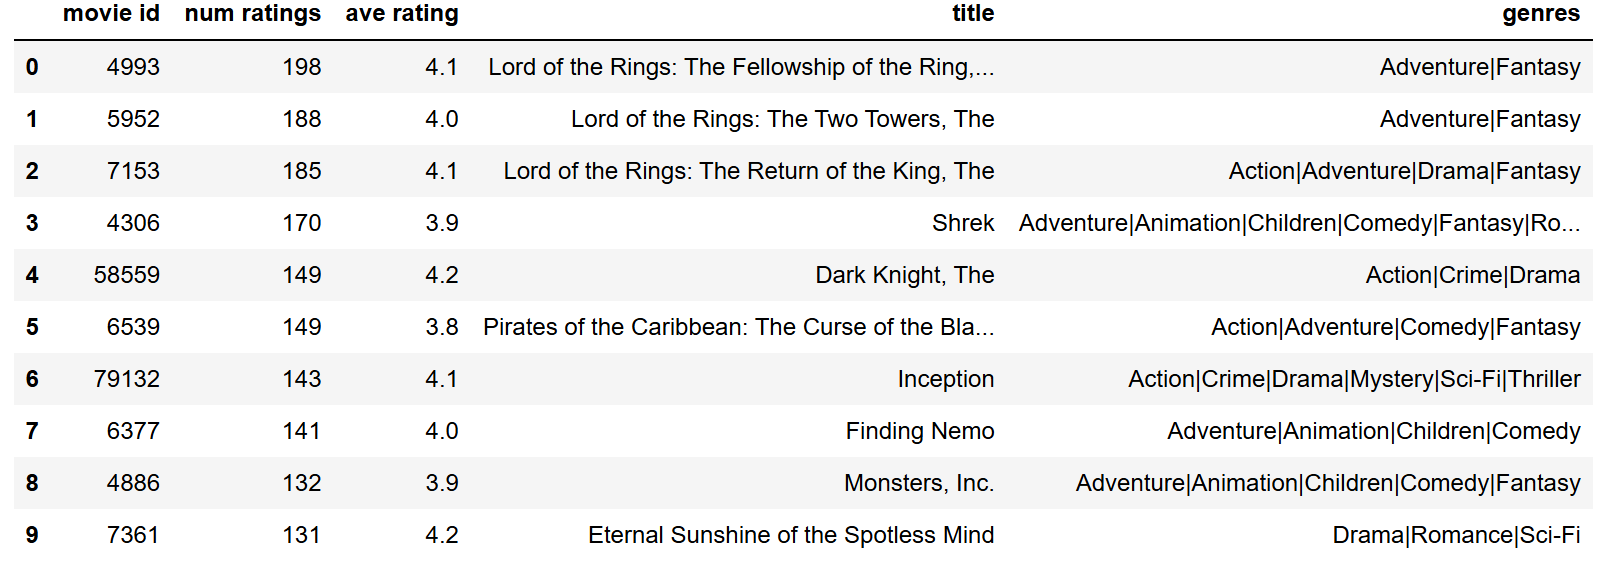 movie id num ratings ave rating title genres
0 4993 198 4.1 Lord of the Rings: The Fellowship of the Ring,... Adventure|Fantasy
1 5952 188 4.0 Lord of the Rings: The Two Towers, The Adventure|Fantasy
2 7153 185 4.1 Lord of the Rings: The Return of the King, The Action|Adventure|Drama|Fantasy
3 4306 170 3.9 Shrek Adventure|Animation|Children|Comedy|Fantasy|Ro...
4 58559 149 4.2 Dark Knight, The Action|Crime|Drama
5 6539 149 3.8 Pirates of the Caribbean: The Curse of the Bla... Action|Adventure|Comedy|Fantasy
6 79132 143 4.1 Inception Action|Crime|Drama|Mystery|Sci-Fi|Thriller
7 6377 141 4.0 Finding Nemo Adventure|Animation|Children|Comedy
8 4886 132 3.9 Monsters, Inc. Adventure|Animation|Children|Comedy|Fantasy
9 7361 131 4.2 Eternal Sunshine of the Spotless Mind Drama|Romance|Sci-Fi